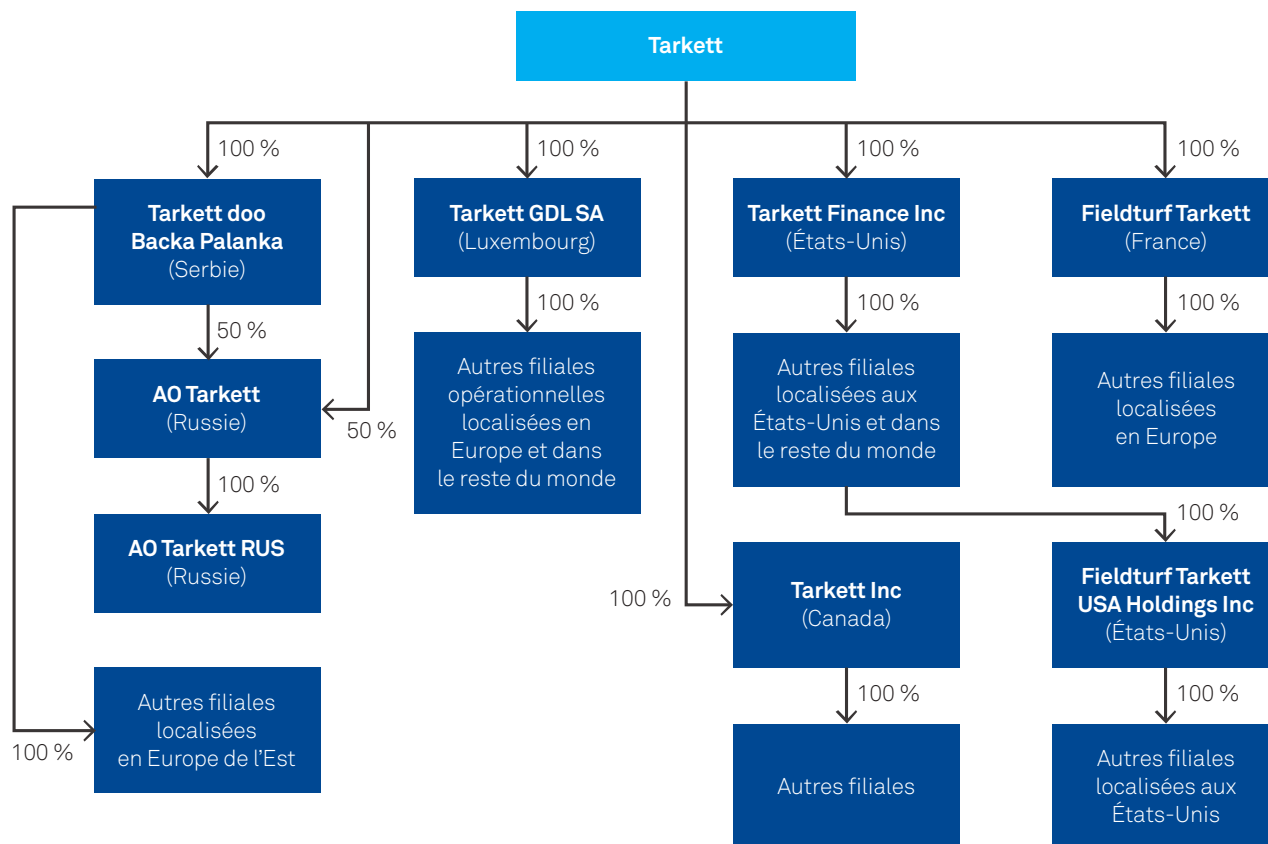 Tarkett
100 %
100 %
100 %
100 %
Tarkett doo
Backa Palanka
(Serbie)
Tarkett GDL SA
(Luxembourg)
Tarkett Finance Inc
(États-Unis)
Fieldturf Tarkett
(France)
50 %
100 %
100 %
100 %
AO Tarkett
(Russie)
50 %
Autres filiales
opérationnelles
localisées en
Europe et dans
le reste du monde
Autres filiales
localisées aux
États-Unis et dans
le reste du monde
Autres filiales
localisées
en Europe
100 %
100 %
AO Tarkett RUS
(Russie)
100 %
Tarkett Inc
(Canada)
Fieldturf Tarkett
USA Holdings Inc
(États-Unis)
100 %
100 %
100 %
Autres filiales
localisées
en Europe de l’Est
Autres filiales
Autres filiales
localisées aux
États-Unis